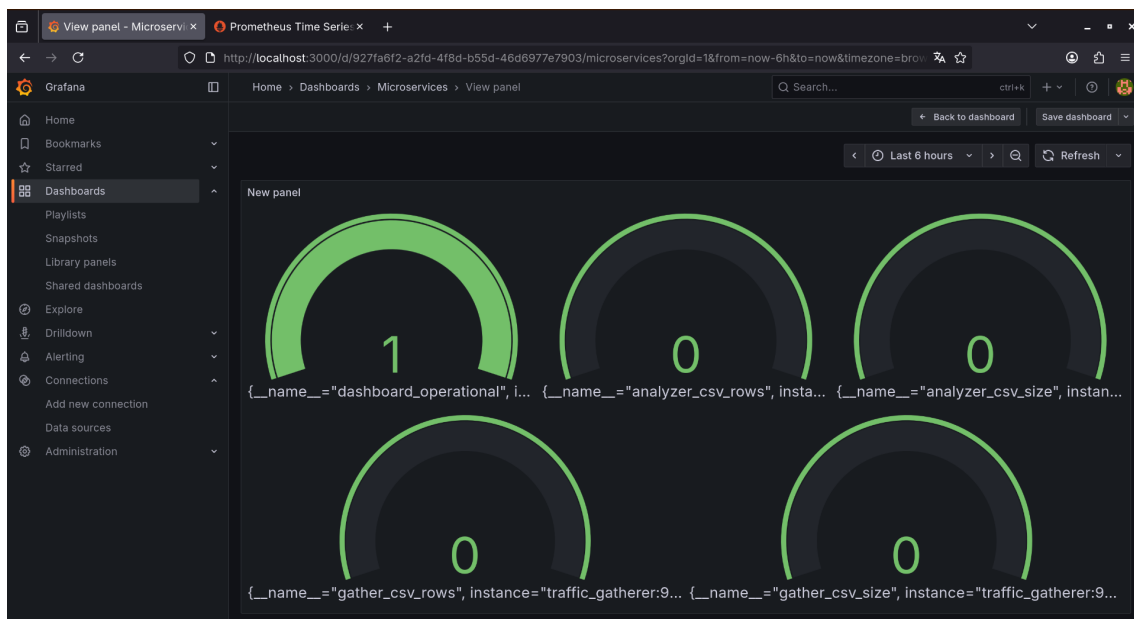 View panel - Microservi
Prometheus Time Series
http://localhost:3000/d/927fa6f2-a2fd-4f8d-b55d-46d6977e7903/microservices?orgId=1&from=now-6h&to=now&timezone=brow
Grafana
Home › Dashboards › Microservices › View panel
Search...
ctrl+k
Back to dashboard
Save dashboard
Home
Bookmarks
Starred
Dashboards
Playlists
Snapshots
Library panels
Shared dashboards
Explore
Drilldown
Alerting
Connections
Add new connection
Data sources
Administration
Last 6 hours
Refresh
New panel
1
{__name__="dashboard_operational", i...
0
{__name__="analyzer_csv_rows", insta...
0
{__name__="analyzer_csv_size", instan...
0
{__name__="gather_csv_rows", instance="traffic_gatherer:9...
0
{__name__="gather_csv_size", instance="traffic_gatherer:9...